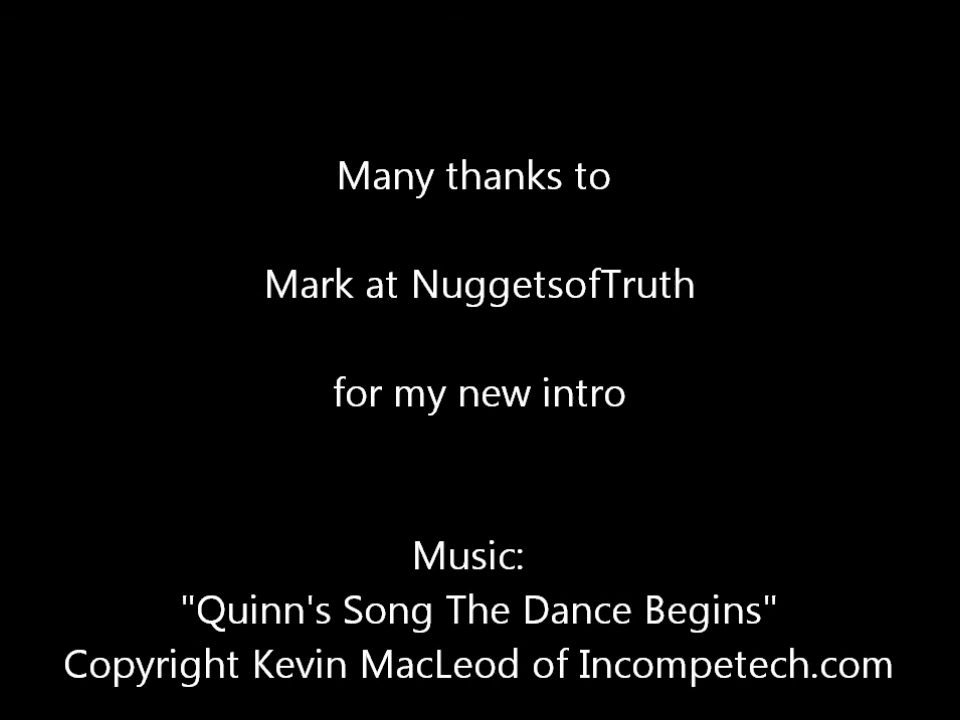 Many thanks to
Mark at NuggetsofTruth
for my new intro
Music:
"Quinn's Song The Dance Begins"
Copyright Kevin MacLeod of Incompetech.com